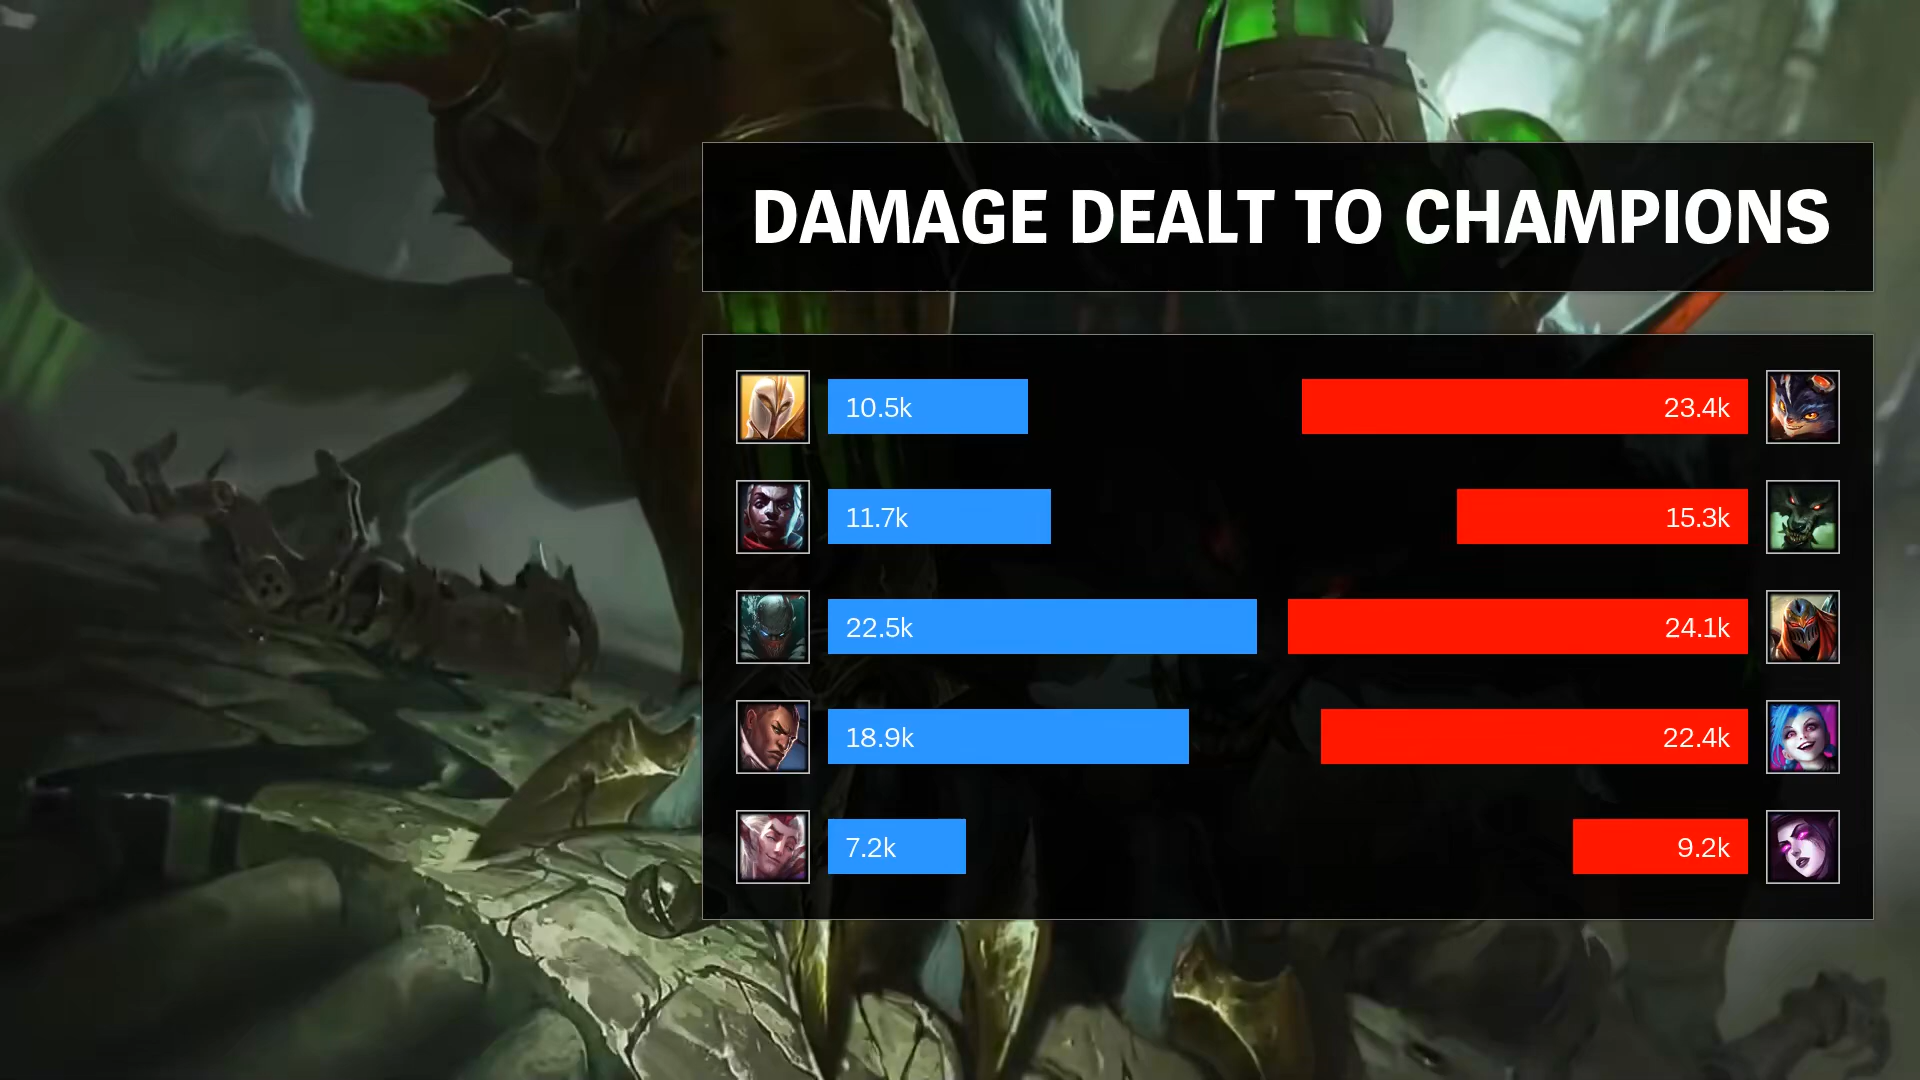 DAMAGE DEALT TO CHAMPIONS
10.5k 23.4k
11.7k 15.3k
22.5k 24.1k
18.9k 22.4k
7.2k 9.2k